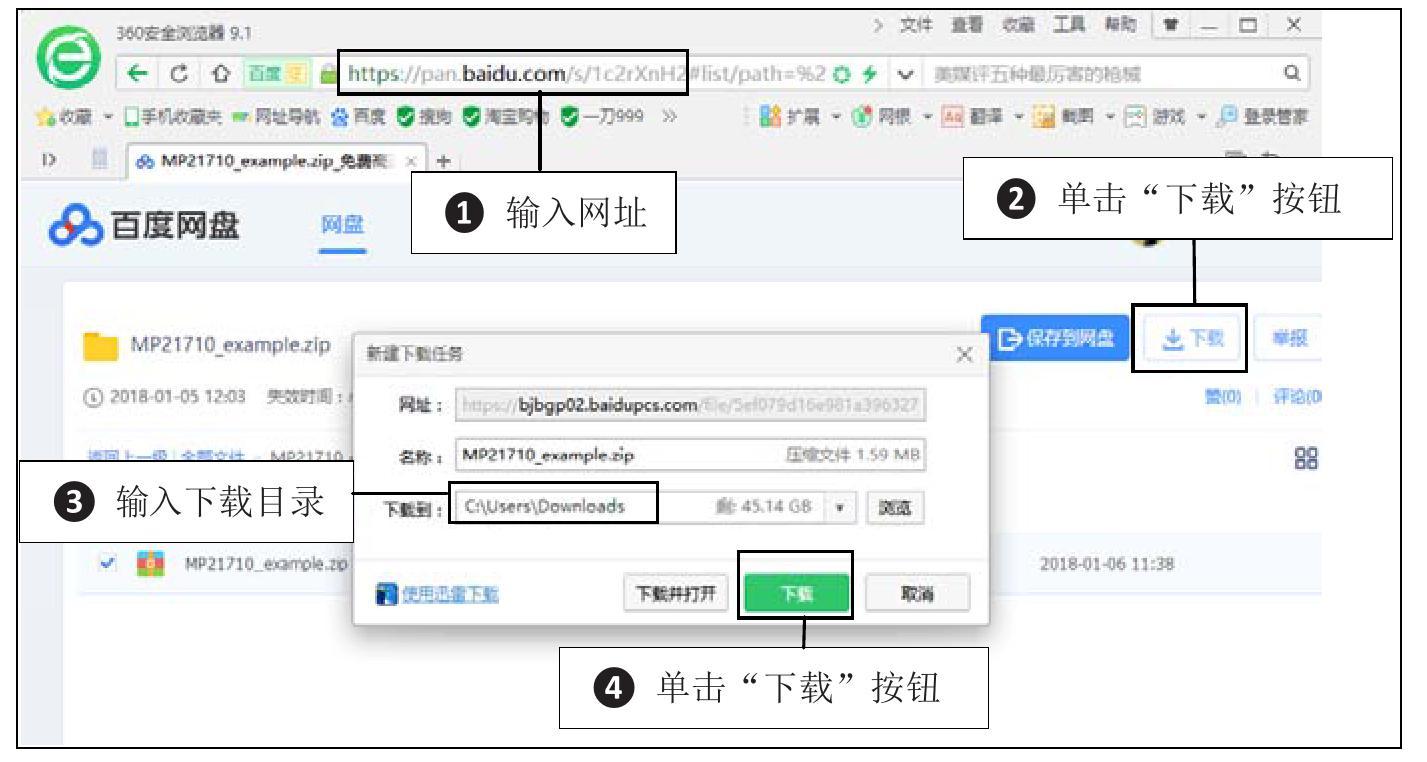 360安全浏览器 9.1
文件 查看 收藏 工具 帮助
百度
https://pan.baidu.com/s/1c2rXnH2#list/path=%2
美媒评五种最厉害的枪械
收藏 手机收藏夹 网址导航 百度 搜狗 淘宝购物 一刀999 »
扩展 网银 翻译 截图 游戏 登录管家
MP21710_example.zip_免费
❶ 输入网址
❷ 单击“下载”按钮
百度网盘 网盘
MP21710_example.zip
保存到网盘 下载 举报
2018-01-05 12:03 失效时间:
赞(0) 评论(0
新建下载任务
网址: https://bjbgp02.baidupcs.com/file/5ef079d16e981a396327
名称: MP21710_example.zip 压缩文件 1.59 MB
返回上一级 全部文件 MP21710
❸ 输入下载目录
下载到: C:\Users\Downloads 剩: 45.14 GB 浏览
MP21710_example.zip 2018-01-06 11:38
使用迅雷下载 下载并打开 下载 取消
❹ 单击“下载”按钮